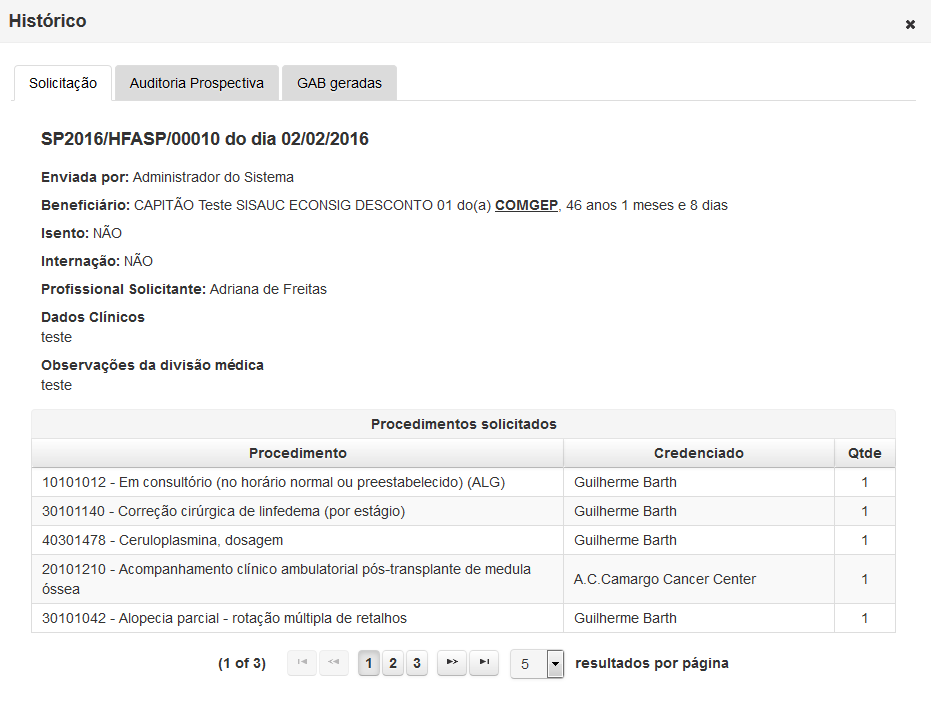 Histórico
Solicitação Auditoria Prospectiva GAB geradas
SP2016/HFASP/00010 do dia 02/02/2016
Enviada por: Administrador do Sistema
Beneficiário: CAPITÃO Teste SISAUC ECONSIG DESCONTO 01 do(a) COMGEP, 46 anos 1 meses e 8 dias
Isento: NÃO
Internação: NÃO
Profissional Solicitante: Adriana de Freitas
Dados Clínicos
teste
Observações da divisão médica
teste
Procedimentos solicitados
Procedimento Credenciado Qtde
10101012 - Em consultório (no horário normal ou preestabelecido) (ALG) Guilherme Barth 1
30101140 - Correção cirúrgica de linfedema (por estágio) Guilherme Barth 1
40301478 - Ceruloplasmina, dosagem Guilherme Barth 1
20101210 - Acompanhamento clínico ambulatorial pós-transplante de medula
óssea A.C.Camargo Cancer Center 1
30101042 - Alopecia parcial - rotação múltipla de retalhos Guilherme Barth 1
(1 of 3) 1 2 3 5 resultados por página